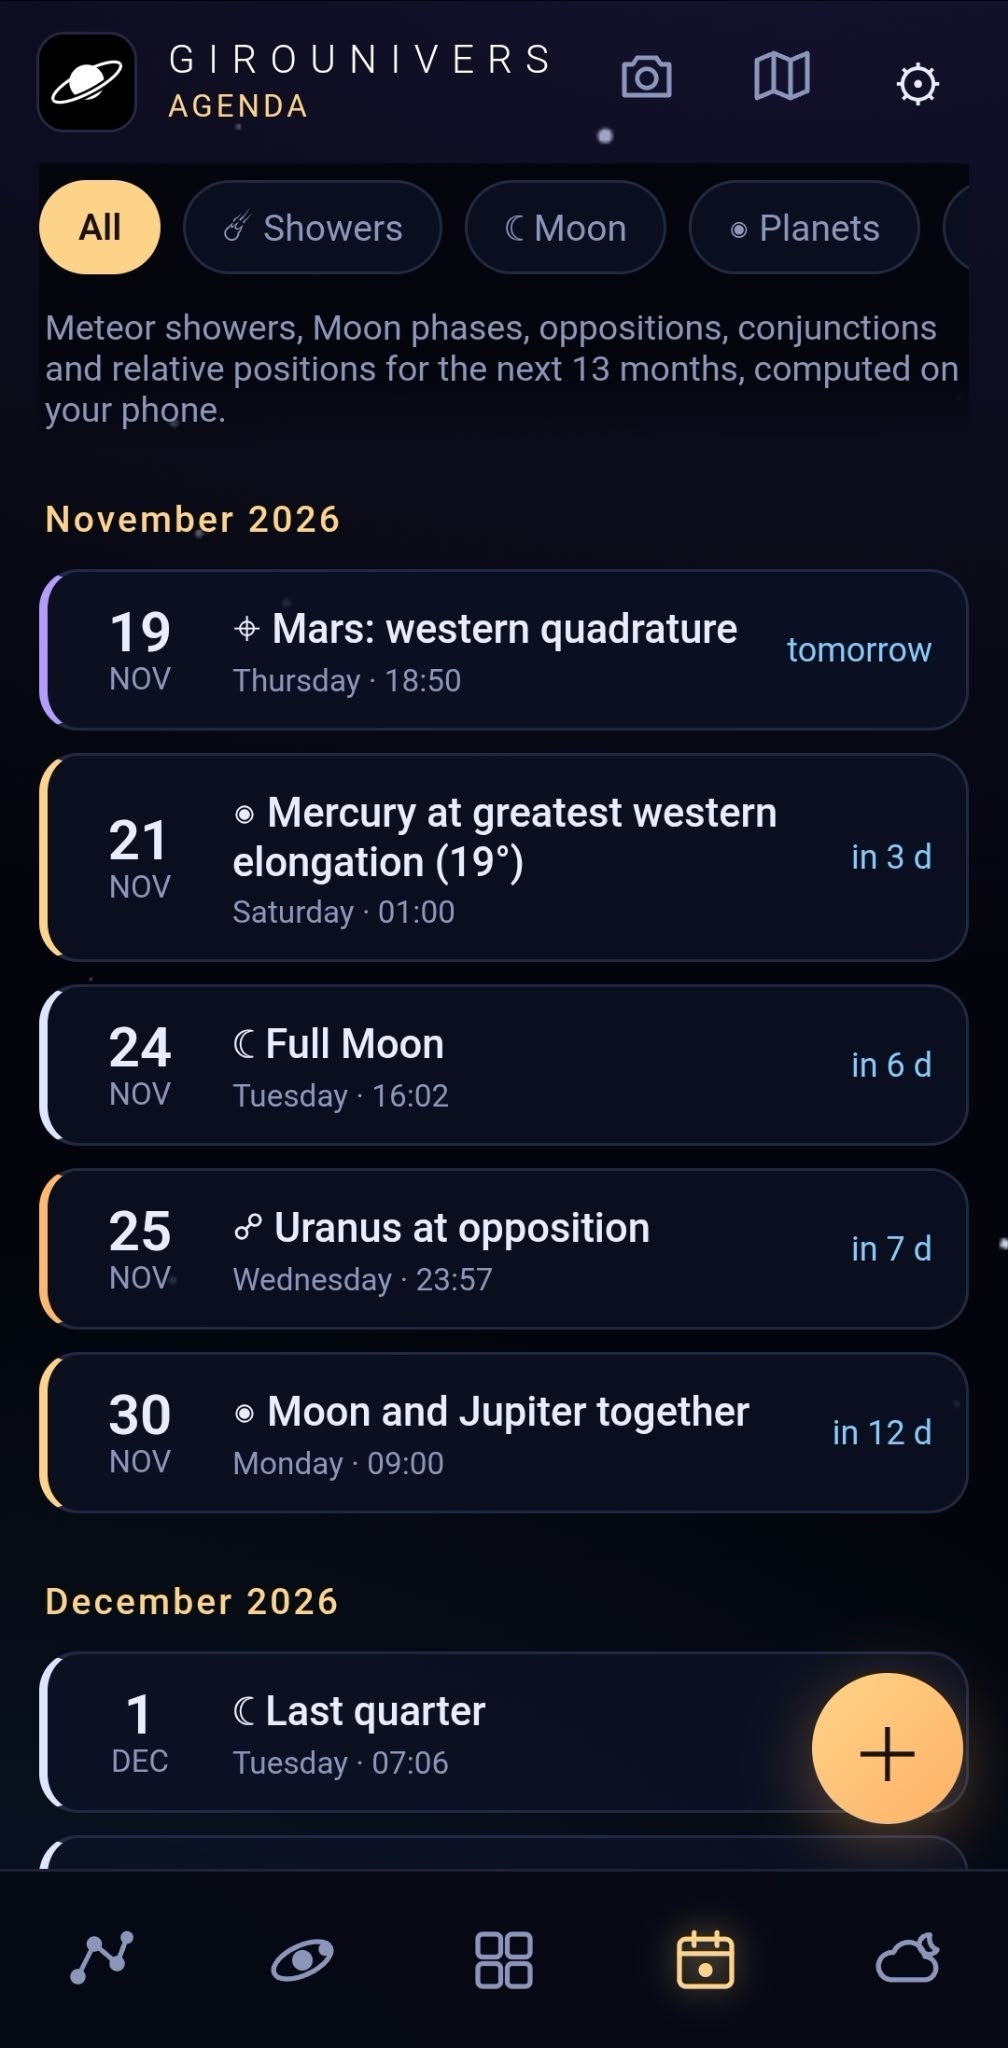 GIROUNIVERS
AGENDA
All
Showers
Moon
Planets
Meteor showers, Moon phases, oppositions, conjunctions
and relative positions for the next 13 months, computed on
your phone.
November 2026
19
NOV
Mars: western quadrature
Thursday · 18:50
tomorrow
21
NOV
Mercury at greatest western
elongation (19°)
Saturday · 01:00
in 3 d
24
NOV
Full Moon
Tuesday · 16:02
in 6 d
25
NOV
Uranus at opposition
Wednesday · 23:57
in 7 d
30
NOV
Moon and Jupiter together
Monday · 09:00
in 12 d
December 2026
1
DEC
Last quarter
Tuesday · 07:06